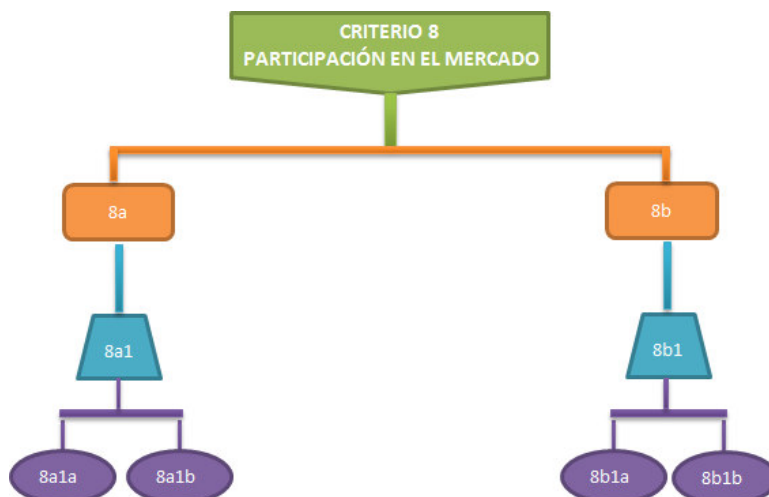 CRITERIO 8
PARTICIPACIÓN EN EL MERCADO
8a
8b
8a1
8b1
8a1a
8a1b
8b1a
8b1b